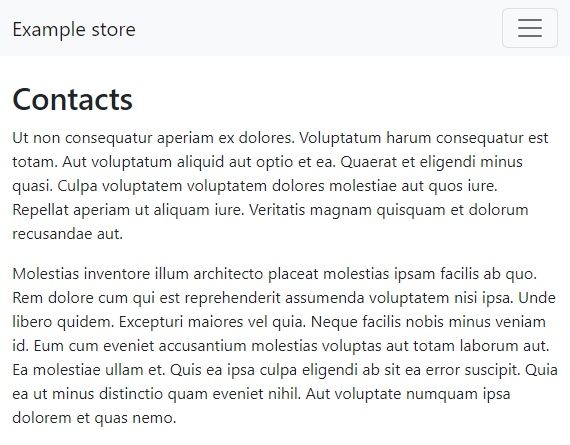 Example store
Contacts
Ut non consequatur aperiam ex dolores. Voluptatum harum consequatur est
totam. Aut voluptatum aliquid aut optio et ea. Quaerat et eligendi minus
quasi. Culpa voluptatem voluptatem dolores molestiae aut quos iure.
Repellat aperiam ut aliquam iure. Veritatis magnam quisquam et dolorum
recusandae aut.
Molestias inventore illum architecto placeat molestias ipsam facilis ab quo.
Rem dolore cum qui est reprehenderit assumenda voluptatem nisi ipsa. Unde
libero quidem. Excepturi maiores vel quia. Neque facilis nobis minus veniam
id. Eum cum eveniet accusantium molestias voluptas aut totam laborum aut.
Ea molestiae ullam et. Quis ea ipsa culpa eligendi ab sit ea error suscipit. Quia
ea ut minus distinctio quam eveniet nihil. Aut voluptate numquam ipsa
dolorem et quas nemo.